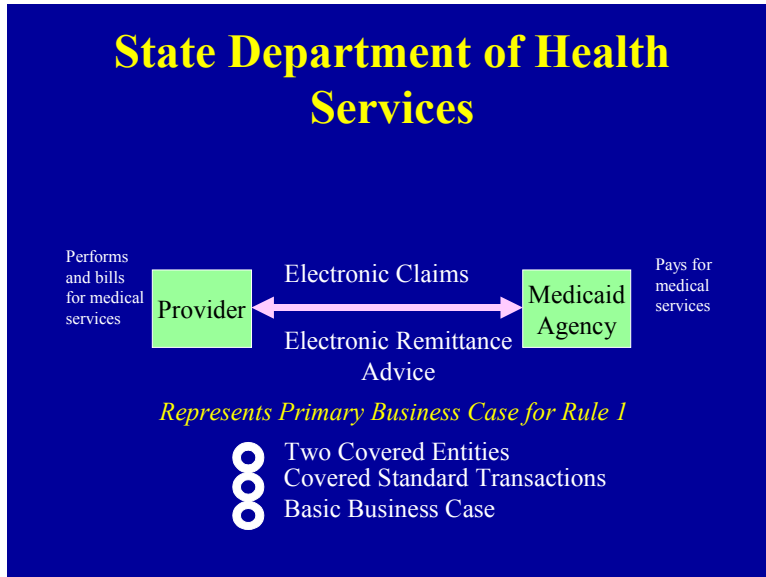 State Department of Health
Services
Performs
and bills
for medical
services
Provider
Electronic Claims
Electronic Remittance
Advice
Medicaid
Agency
Pays for
medical
services
Represents Primary Business Case for Rule 1
Two Covered Entities
Covered Standard Transactions
Basic Business Case